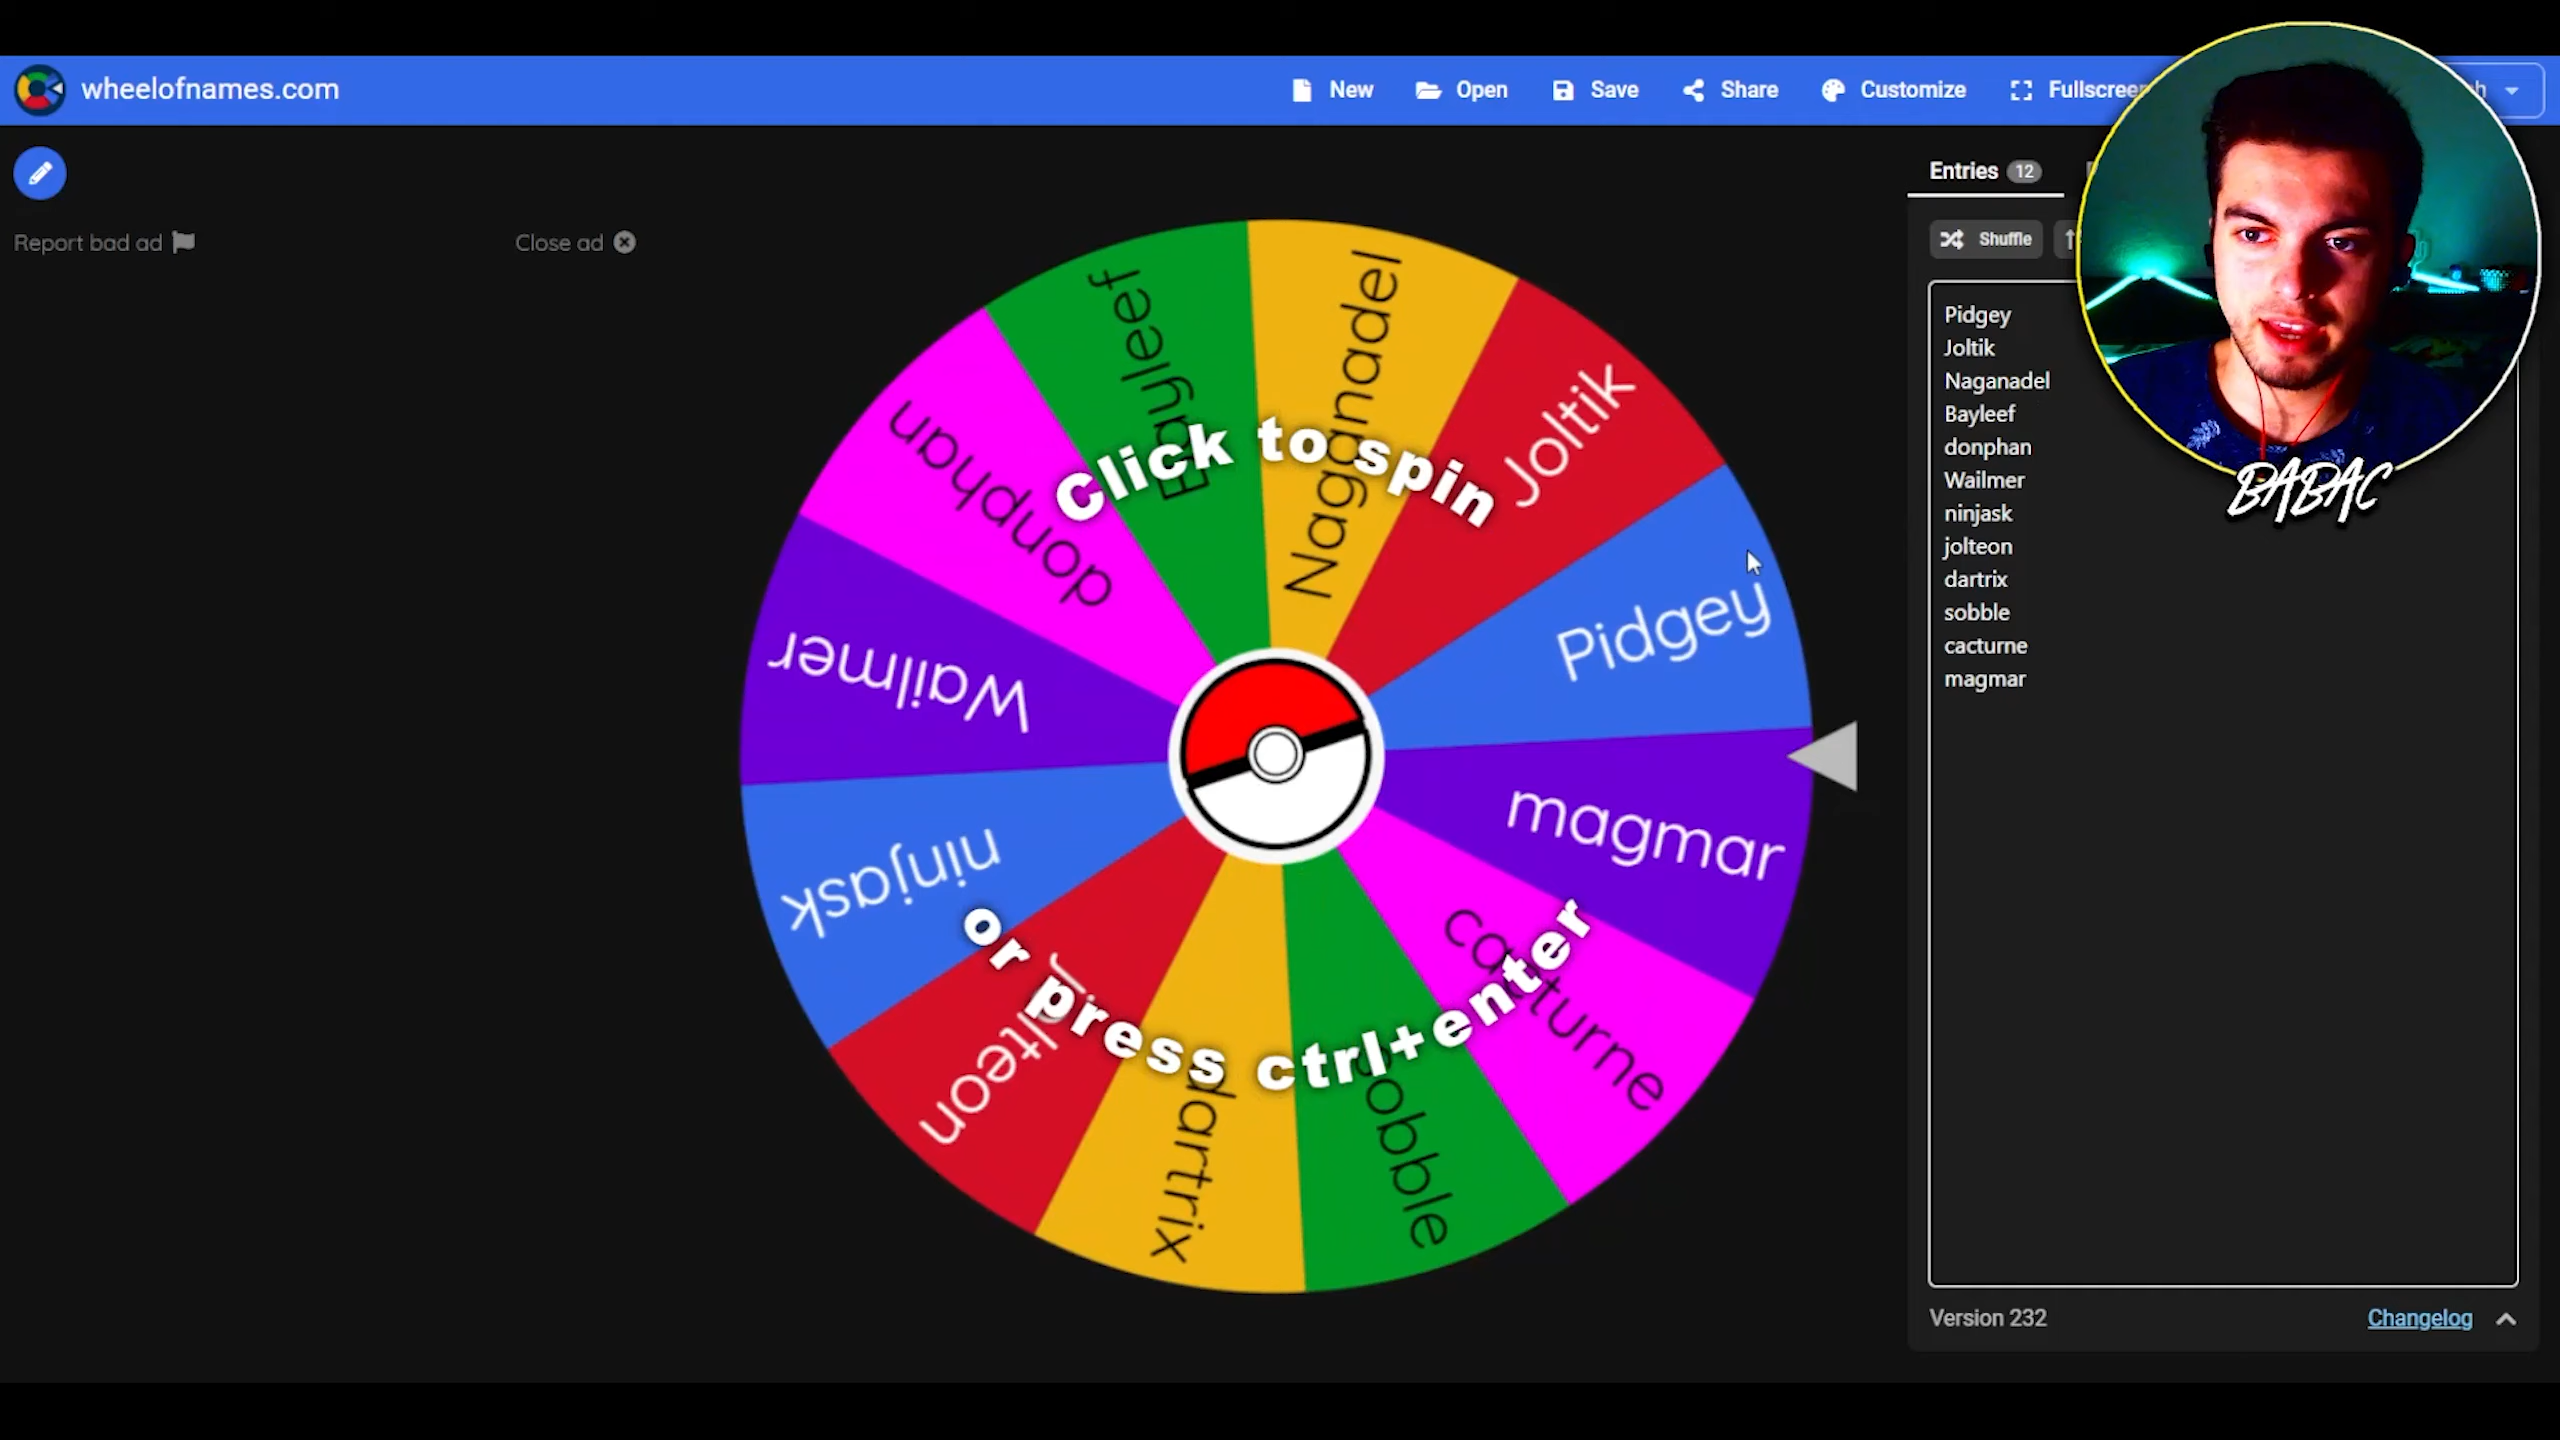 wheelofnames.com
New
Open
Save
Share
Customize
Fullscreen
Report bad ad
Close ad
Entries 12
Shuffle
Pidgey
Joltik
Naganadel
Bayleef
donphan
Wailmer
ninjask
jolteon
dartrix
sobble
cacturne
magmar
BABAC
Click to spin
or press ctrl+enter
Bayleef
Naganadel
Joltik
Pidgey
magmar
cacturne
sobble
dartrix
jolteon
ninjask
Wailmer
donphan
Version 232
Changelog